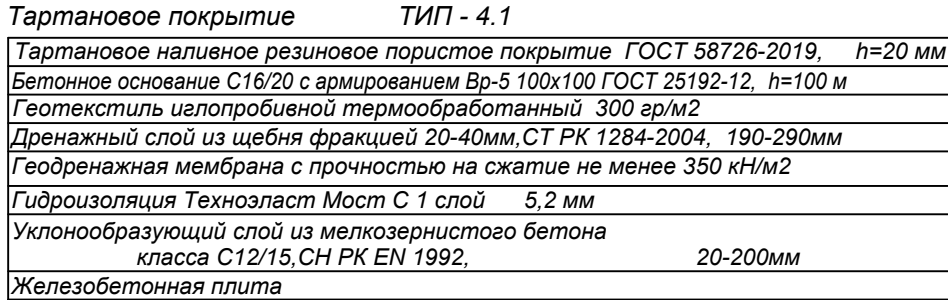 Тартановое покрытие ТИП - 4.1
Тартановое наливное резиновое пористое покрытие ГОСТ 58726-2019, h=20 мм
Бетонное основание С16/20 с армированием Вр-5 100х100 ГОСТ 25192-12, h=100 м
Геотекстиль иглопробивной термообработанный 300 гр/м2
Дренажный слой из щебня фракцией 20-40мм,СТ РК 1284-2004, 190-290мм
Геодренажная мембрана с прочностью на сжатие не менее 350 кН/м2
Гидроизоляция Техноэласт Мост С 1 слой 5,2 мм
Уклонообразующий слой из мелкозернистого бетона
класса С12/15,СН РК EN 1992, 20-200мм
Железобетонная плита